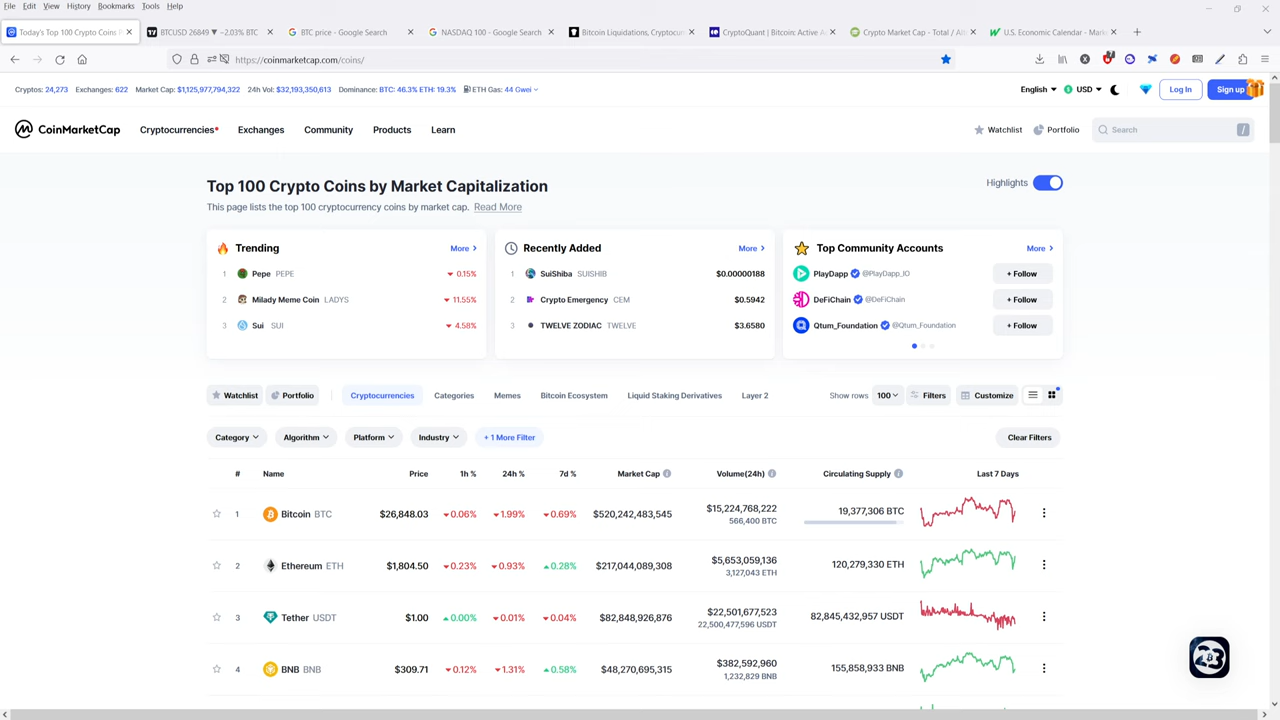 File Edit View History Bookmarks Tools Help
Today's Top 100 Crypto Coins P
BTCUSD 26849 ▼ −2.03% BTC
BTC price - Google Search
NASDAQ 100 - Google Search
Bitcoin Liquidations, Cryptocur
CryptoQuant | Bitcoin: Active A
Crypto Market Cap - Total / Al
U.S. Economic Calendar - Mark
https://coinmarketcap.com/coins/
Cryptos: 24,273 Exchanges: 622 Market Cap: $1,125,977,794,322 24h Vol: $32,193,350,613 Dominance: BTC: 46.3% ETH: 19.3% ETH Gas: 44 Gwei
English USD Log In Sign up
CoinMarketCap Cryptocurrencies Exchanges Community Products Learn
Watchlist Portfolio Search /
Top 100 Crypto Coins by Market Capitalization
Highlights
This page lists the top 100 cryptocurrency coins by market cap. Read More
Trending More
1 Pepe PEPE 0.15%
2 Milady Meme Coin LADYS 11.55%
3 Sui SUI 4.58%
Recently Added More
1 SuiShiba SUISHIB $0.00000188
2 Crypto Emergency CEM $0.5942
3 TWELVE ZODIAC TWELVE $3.6580
Top Community Accounts More
PlayDapp @PlayDapp_IO + Follow
DeFiChain @DeFiChain + Follow
Qtum_Foundation @Qtum_Foundation + Follow
Watchlist Portfolio Cryptocurrencies Categories Memes Bitcoin Ecosystem Liquid Staking Derivatives Layer 2 Show rows 100 Filters Customize
Category Algorithm Platform Industry + 1 More Filter Clear Filters
# Name Price 1h % 24h % 7d % Market Cap Volume(24h) Circulating Supply Last 7 Days
1 Bitcoin BTC $26,848.03 0.06% 1.99% 0.69% $520,242,483,545 $15,224,768,222 19,377,306 BTC
566,400 BTC
2 Ethereum ETH $1,804.50 0.23% 0.93% 0.28% $217,044,089,308 $5,653,059,136 120,279,330 ETH
3,127,043 ETH
3 Tether USDT $1.00 0.00% 0.01% 0.04% $82,848,926,876 $22,501,677,523 82,845,432,957 USDT
22,500,477,596 USDT
4 BNB BNB $309.71 0.12% 1.31% 0.58% $48,270,695,315 $382,592,960 155,858,933 BNB
1,232,829 BNB